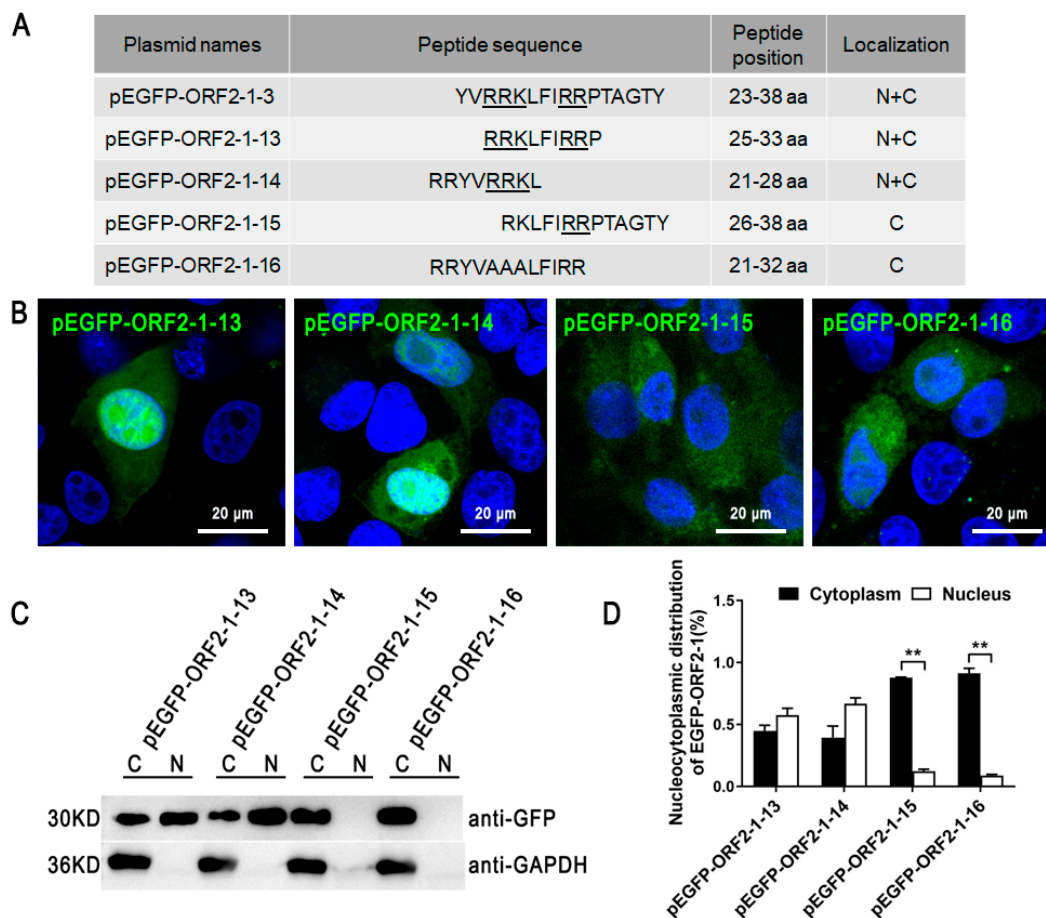 A
Plasmid names Peptide sequence Peptide position Localization
pEGFP-ORF2-1-3 YVRRKLFIRRPTAGTY 23-38 aa N+C
pEGFP-ORF2-1-13 RRKLFIRRP 25-33 aa N+C
pEGFP-ORF2-1-14 RRYVRRKL 21-28 aa N+C
pEGFP-ORF2-1-15 RKLFIRRPTAGTY 26-38 aa C
pEGFP-ORF2-1-16 RRYVAAALFIRR 21-32 aa C
B
pEGFP-ORF2-1-13 pEGFP-ORF2-1-14 pEGFP-ORF2-1-15 pEGFP-ORF2-1-16
20 μm 20 μm 20 μm 20 μm
C
pEGFP-ORF2-1-13 pEGFP-ORF2-1-14 pEGFP-ORF2-1-15 pEGFP-ORF2-1-16
C N C N C N C N
30KD anti-GFP
36KD anti-GAPDH
D
Cytoplasm Nucleus
Nucleocytoplasmic distribution
of EGFP-ORF2-1(%)
1.5
1.0
0.5
0.0
** **
pEGFP-ORF2-1-13 pEGFP-ORF2-1-14 pEGFP-ORF2-1-15 pEGFP-ORF2-1-16